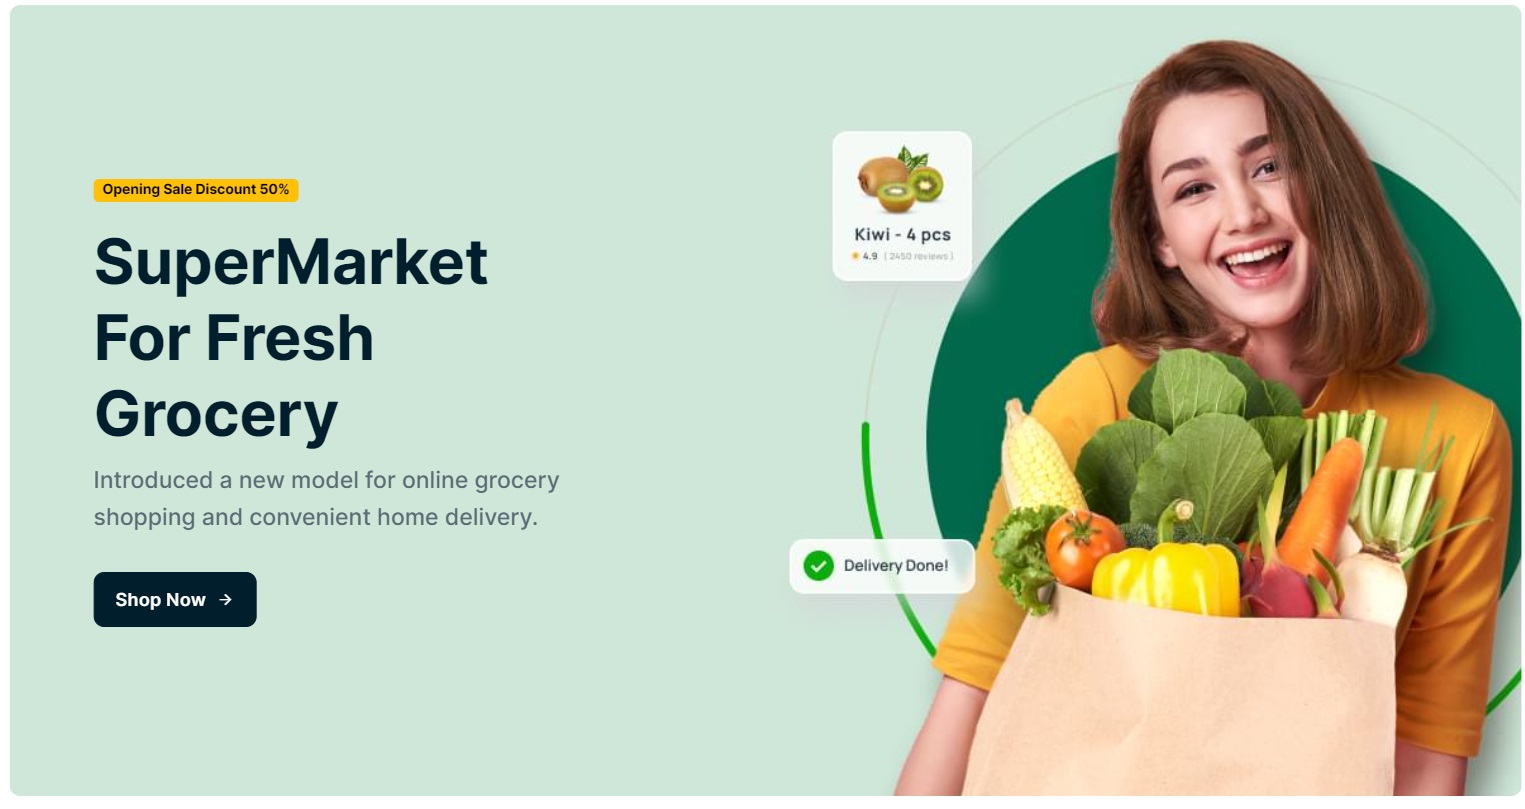 Opening Sale Discount 50%
SuperMarket
For Fresh
Grocery
Introduced a new model for online grocery
shopping and convenient home delivery.
Shop Now →
Kiwi - 4 pcs
4.9 ( 2450 reviews )
Delivery Done!